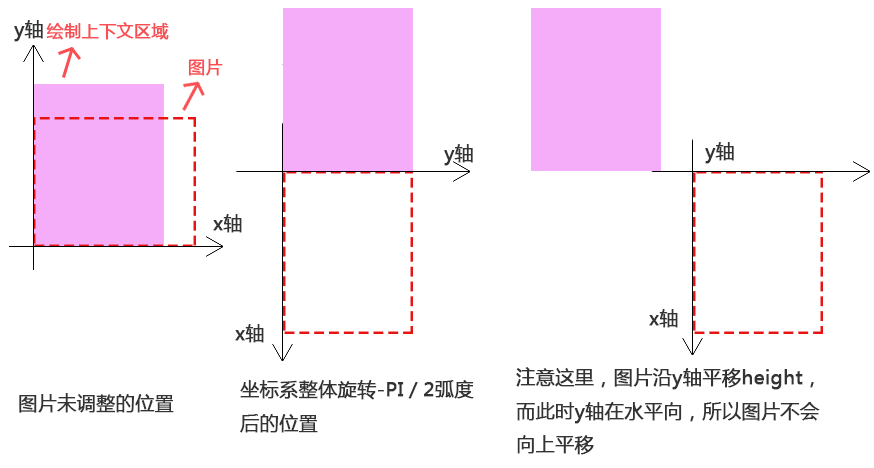 y轴
绘制上下文区域
图片
x轴
图片未调整的位置
y轴
x轴
坐标系整体旋转-PI / 2弧度
后的位置
y轴
x轴
注意这里，图片沿y轴平移height，
而此时y轴在水平向，所以图片不会
向上平移